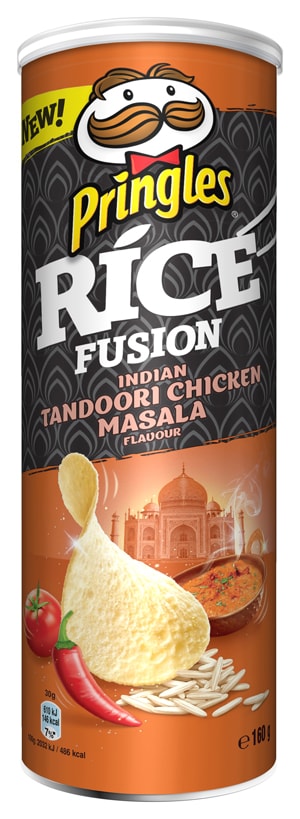 NEW!
Pringles
®
RICE
FUSION
INDIAN
TANDOORI CHICKEN
MASALA
FLAVOUR
30g
610 kJ
146 kcal
7%*
100g: 2032 kJ / 486 kcal
e 160 g